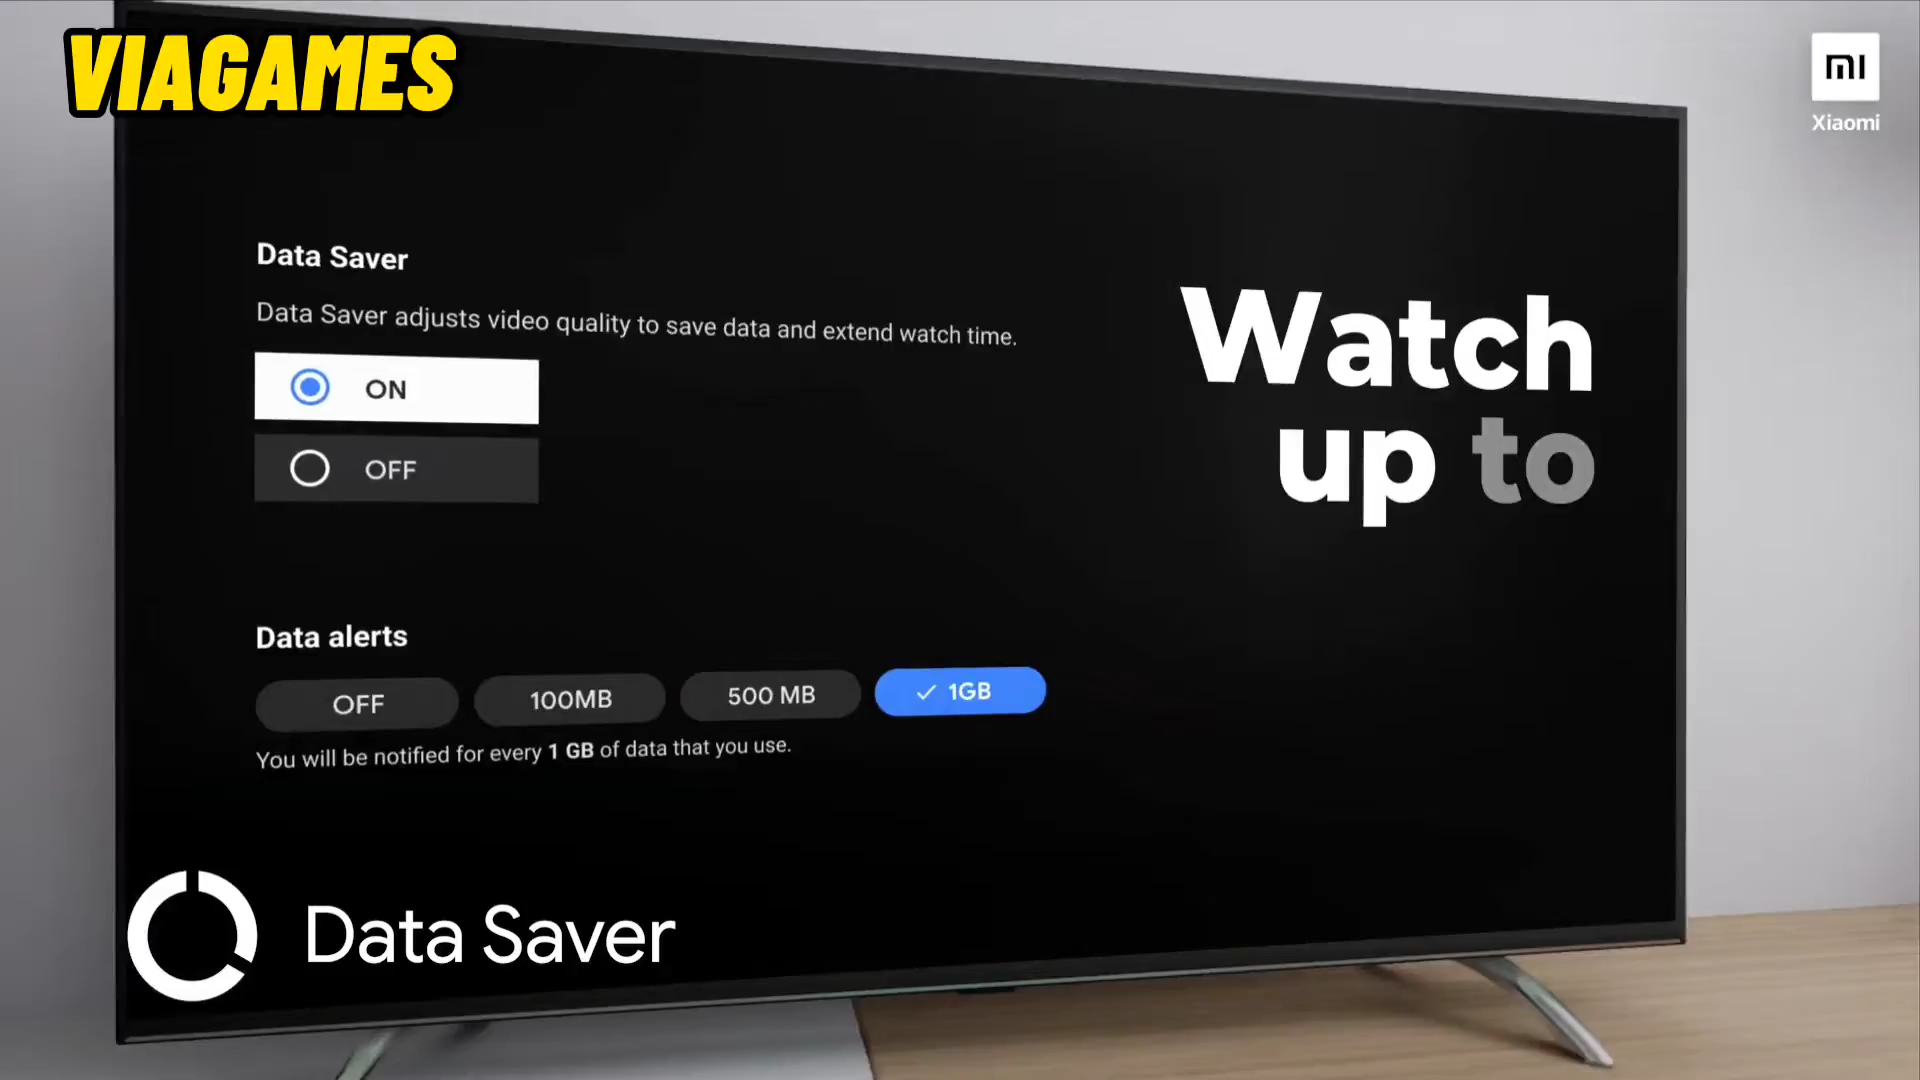 VIAGAMES
mi
Xiaomi
Data Saver
Data Saver adjusts video quality to save data and extend watch time.
ON
OFF
Watch
up to
Data alerts
OFF
100MB
500 MB
1GB
You will be notified for every 1 GB of data that you use.
Data Saver